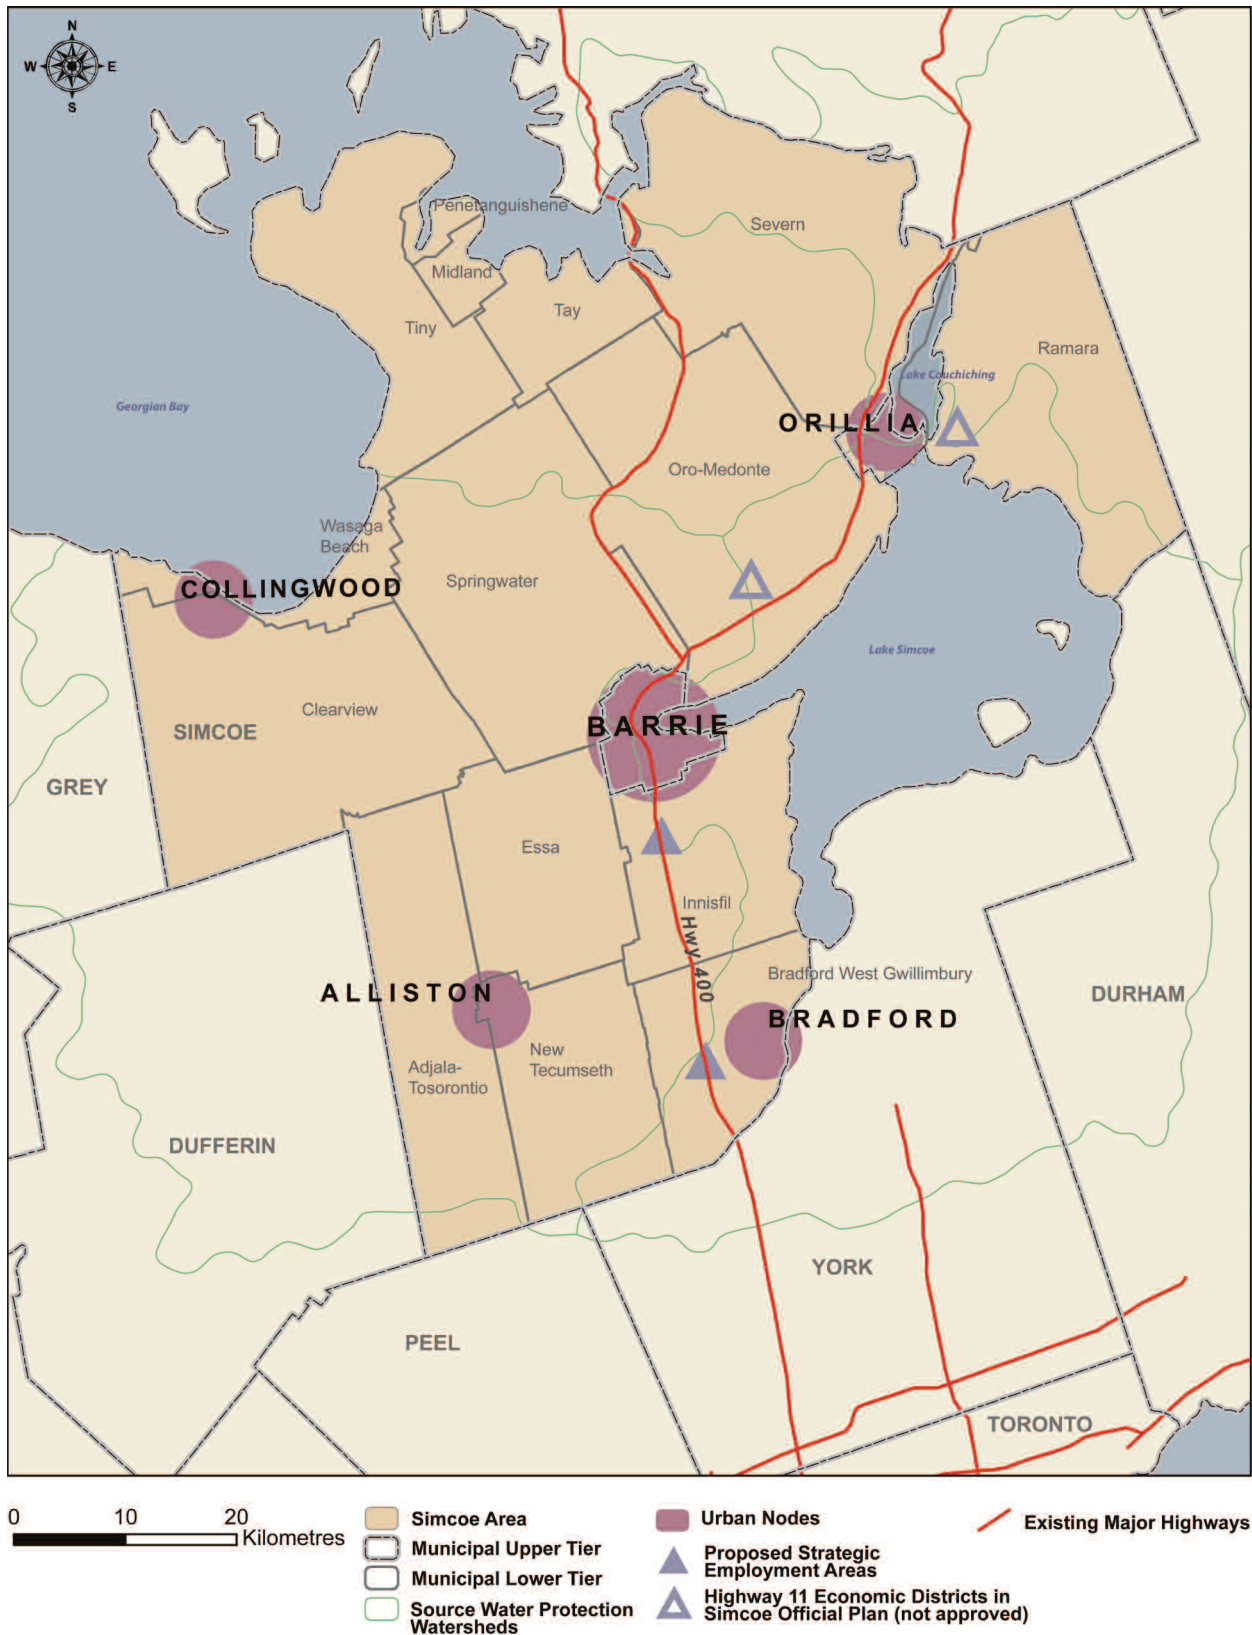 N
W
E
S
Penetanguishene
Severn
Midland
Tay
Tiny
Ramara
Lake Couchiching
Georgian Bay
ORILLIA
Oro-Medonte
Wasaga
Beach
COLLINGWOOD
Springwater
Lake Simcoe
Clearview
SIMCOE
BARRIE
GREY
Essa
Innisfil
Hwy 400
Bradford West Gwillimbury
ALLISTON
DURHAM
BRADFORD
New
Tecumseth
Adjala-
Tosorontio
DUFFERIN
YORK
PEEL
TORONTO
0 10 20
Kilometres
Simcoe Area
Municipal Upper Tier
Municipal Lower Tier
Source Water Protection
Watersheds
Urban Nodes
Proposed Strategic
Employment Areas
Highway 11 Economic Districts in
Simcoe Official Plan (not approved)
Existing Major Highways